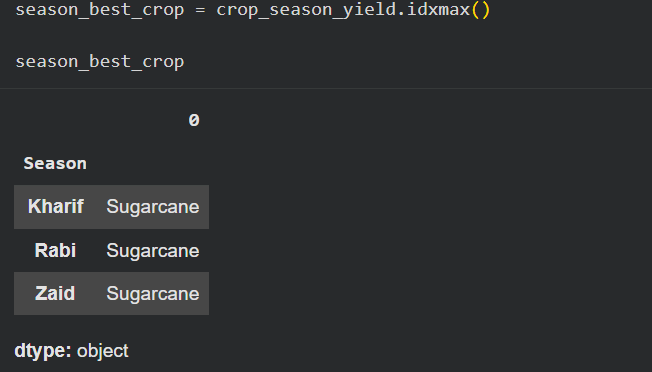 season_best_crop = crop_season_yield.idxmax()
season_best_crop
0
Season
Kharif Sugarcane
Rabi Sugarcane
Zaid Sugarcane
dtype: object